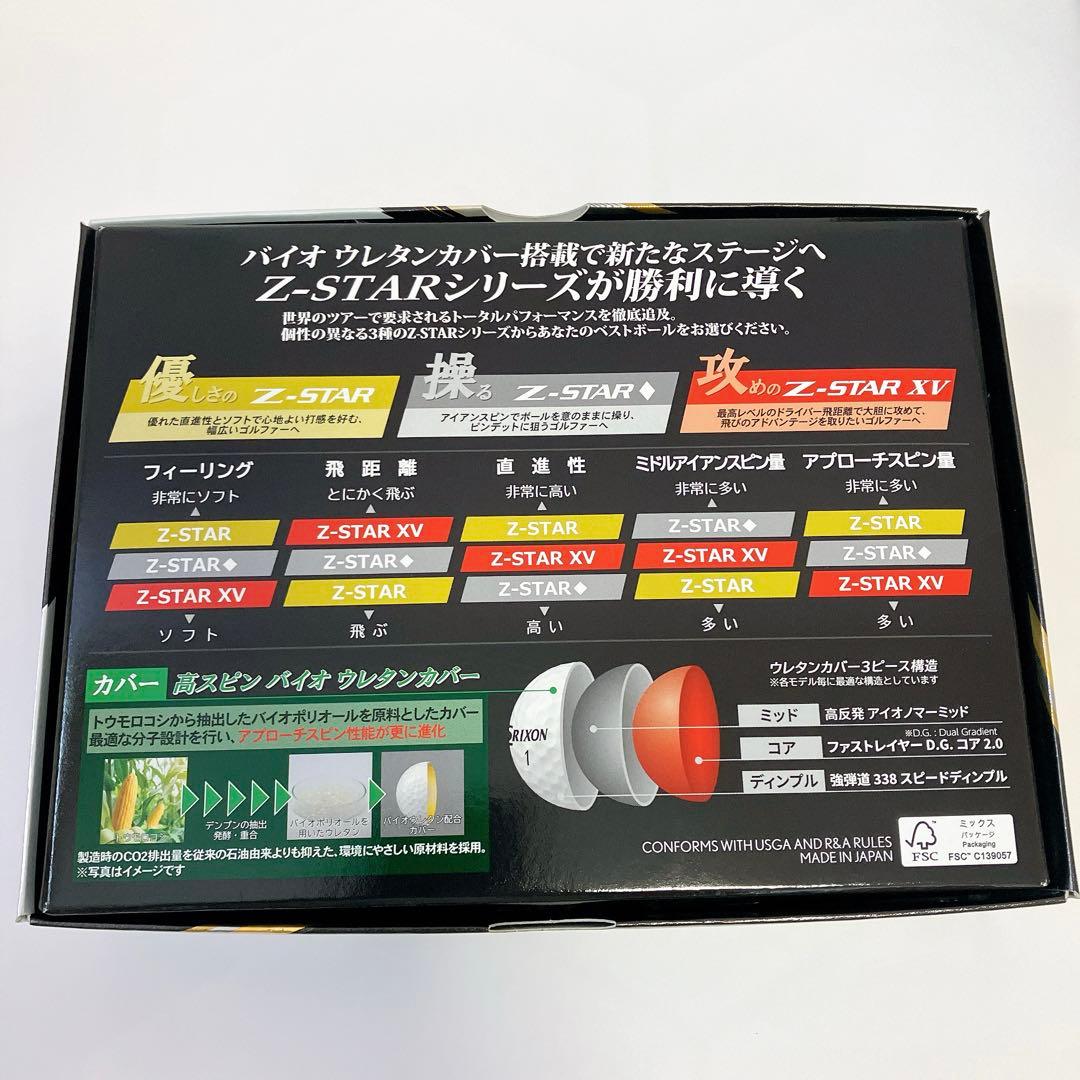 バイオ ウレタンカバー搭載で新たなステージへ
Z-STARシリーズが勝利に導く
世界のツアーで要求されるトータルパフォーマンスを徹底追及。
個性の異なる3種のZ-STARシリーズからあなたのベストボールをお選びください。
優しさの Z-STAR
優れた直進性とソフトで心地よい打感を好む、
幅広いゴルファーへ
操る Z-STAR◆
アイアンスピンでボールを意のままに操り、
ピンデットに狙うゴルファーへ
攻めの Z-STAR XV
最高レベルのドライバー飛距離で大胆に攻めて、
飛びのアドバンテージを取りたいゴルファーへ
フィーリング 飛距離 直進性 ミドルアイアンスピン量 アプローチスピン量
非常にソフト とにかく飛ぶ 非常に高い 非常に多い 非常に多い
Z-STAR Z-STAR XV Z-STAR Z-STAR◆ Z-STAR
Z-STAR◆ Z-STAR◆ Z-STAR XV Z-STAR XV Z-STAR◆
Z-STAR XV Z-STAR Z-STAR◆ Z-STAR Z-STAR XV
ソフト 飛ぶ 高い 多い 多い
カバー 高スピン バイオ ウレタンカバー
トウモロコシから抽出したバイオポリオールを原料としたカバー
最適な分子設計を行い、アプローチスピン性能が更に進化
トウモロコシ
デンプンの抽出
発酵・重合
バイオポリオールを
用いたウレタン
バイオウレタン配合
カバー
製造時のCO2排出量を従来の石油由来よりも抑えた、環境にやさしい原材料を採用。
※写真はイメージです
SRIXON
1
ウレタンカバー3ピース構造
※各モデル毎に最適な構造としています
ミッド 高反発 アイオノマーミッド
※D.G. : Dual Gradient
コア ファストレイヤー D.G. コア 2.0
ディンプル 強弾道 338 スピードディンプル
CONFORMS WITH USGA AND R&A RULES
MADE IN JAPAN
FSC
ミックス
パッケージ
Packaging
FSC™ C139057